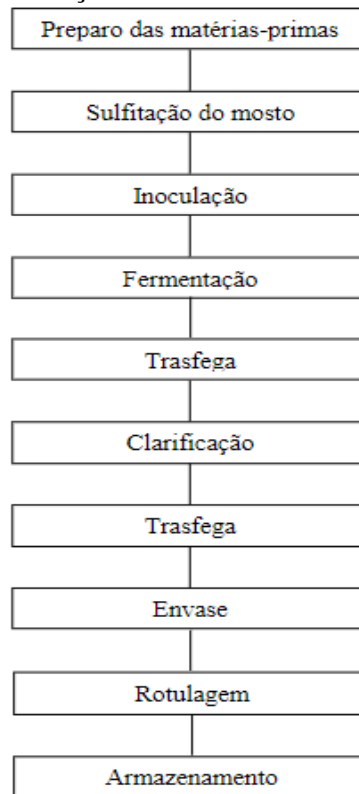 Preparo das matérias-primas
Sulfitação do mosto
Inoculação
Fermentação
Trasfega
Clarificação
Trasfega
Envase
Rotulagem
Armazenamento